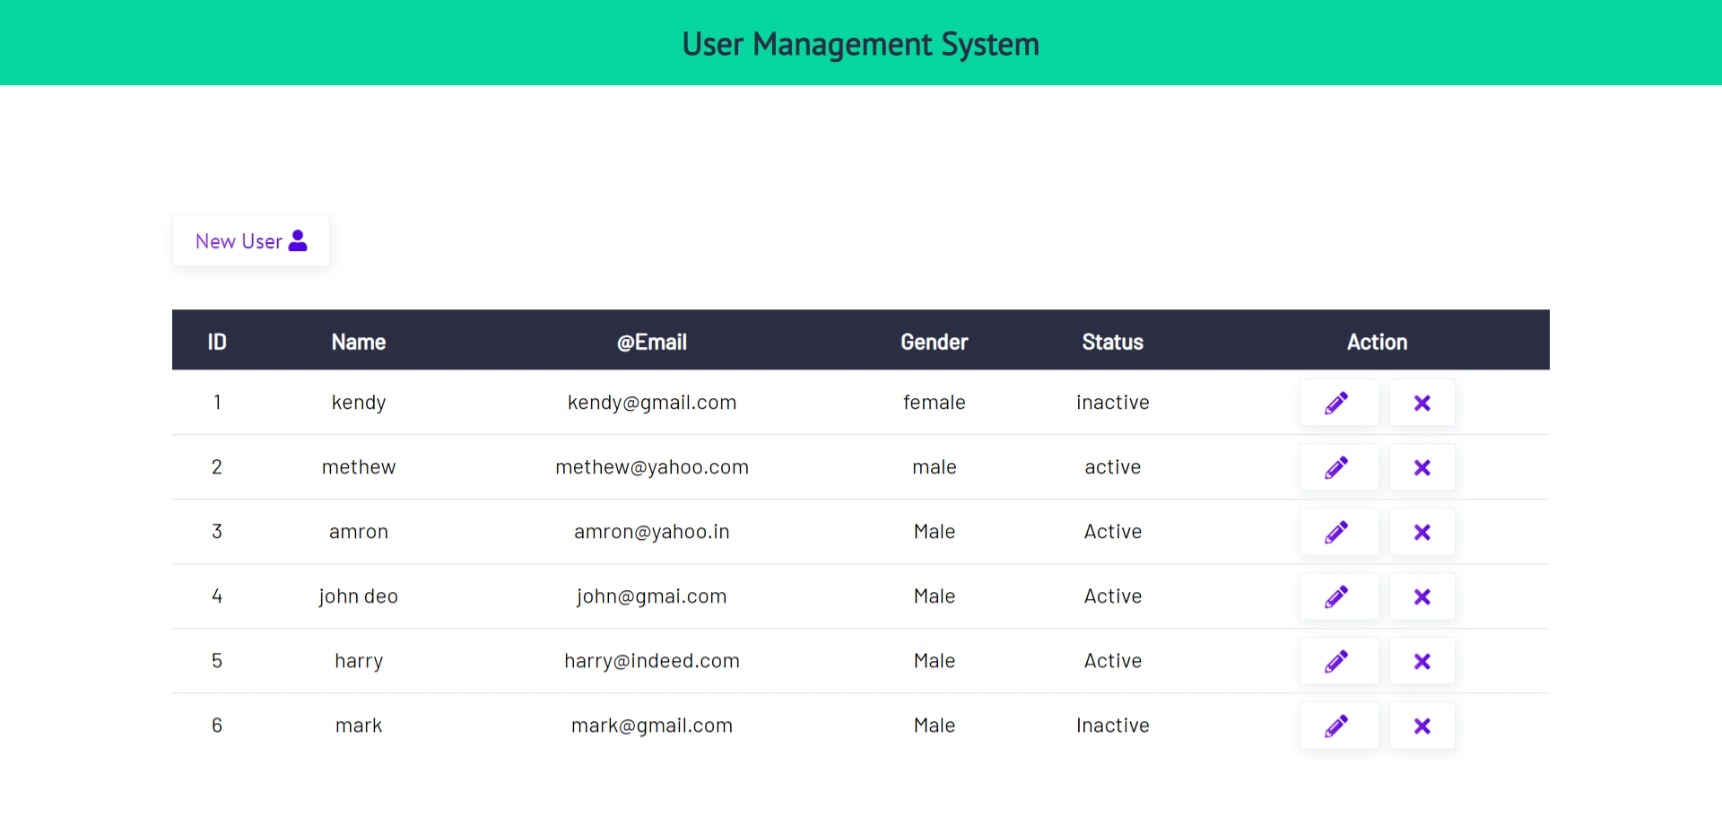 User Management System
New User
ID Name @Email Gender Status Action
1 kendy kendy@gmail.com female inactive
2 methew methew@yahoo.com male active
3 amron amron@yahoo.in Male Active
4 john deo john@gmai.com Male Active
5 harry harry@indeed.com Male Active
6 mark mark@gmail.com Male Inactive